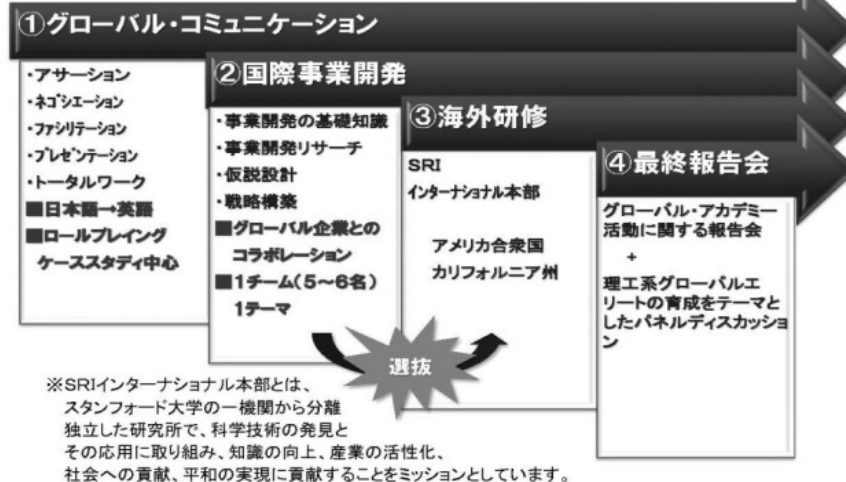 ①グローバル・コミュニケーション
・アサーション
・ネゴシエーション
・ファシリテーション
・プレゼンテーション
・トータルワーク
■日本語→英語
■ロールプレイング
ケーススタディ中心
②国際事業開発
・事業開発の基礎知識
・事業開発リサーチ
・仮説設計
・戦略構築
■グローバル企業との
コラボレーション
■1チーム(5~6名)
1テーマ
選抜
③海外研修
SRI
インターナショナル本部
アメリカ合衆国
カリフォルニア州
④最終報告会
グローバル・アカデミー
活動に関する報告会
+
理工系グローバルエ
リートの育成をテーマと
したパネルディスカッショ
ン
※SRIインターナショナル本部とは、
スタンフォード大学の一機関から分離
独立した研究所で、科学技術の発見と
その応用に取り組み、知識の向上、産業の活性化、
社会への貢献、平和の実現に貢献することをミッションとしています。